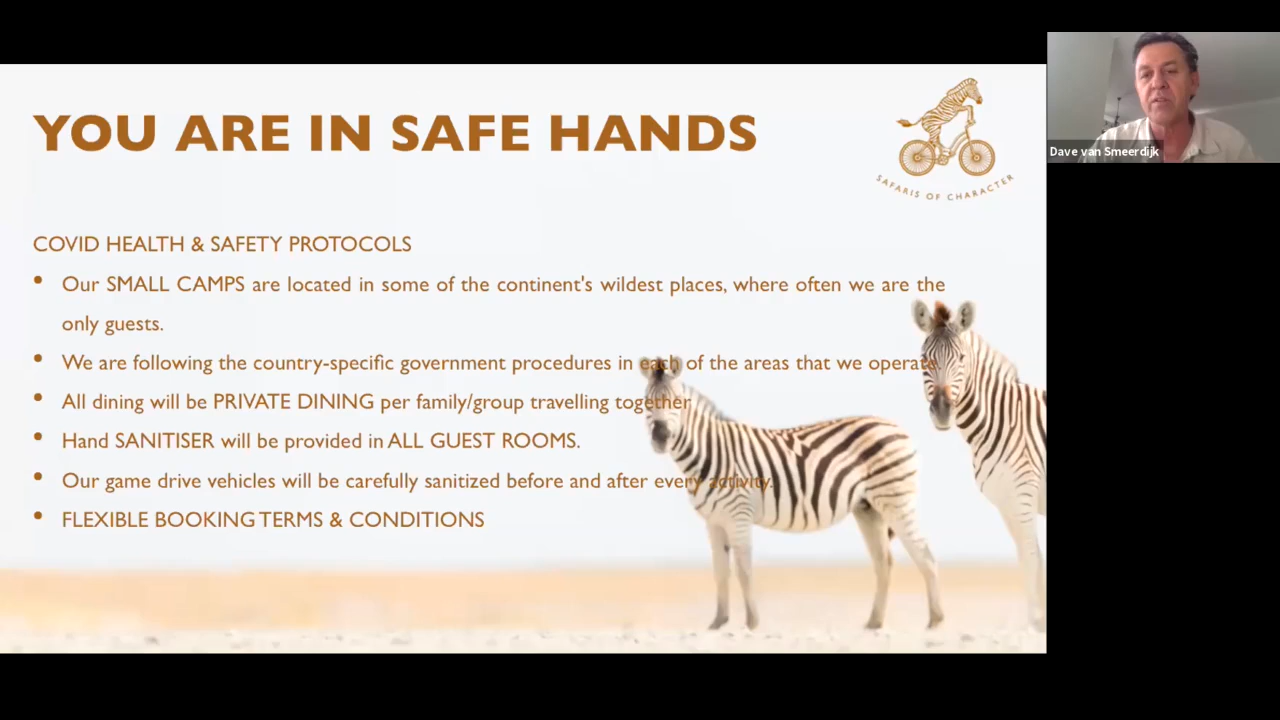 YOU ARE IN SAFE HANDS
SAFARIS OF CHARACTER
Dave van Smeerdijk
COVID HEALTH & SAFETY PROTOCOLS
• Our SMALL CAMPS are located in some of the continent's wildest places, where often we are the
only guests.
• We are following the country-specific government procedures in each of the areas that we operate
• All dining will be PRIVATE DINING per family/group travelling together
• Hand SANITISER will be provided in ALL GUEST ROOMS.
• Our game drive vehicles will be carefully sanitized before and after every activity.
• FLEXIBLE BOOKING TERMS & CONDITIONS